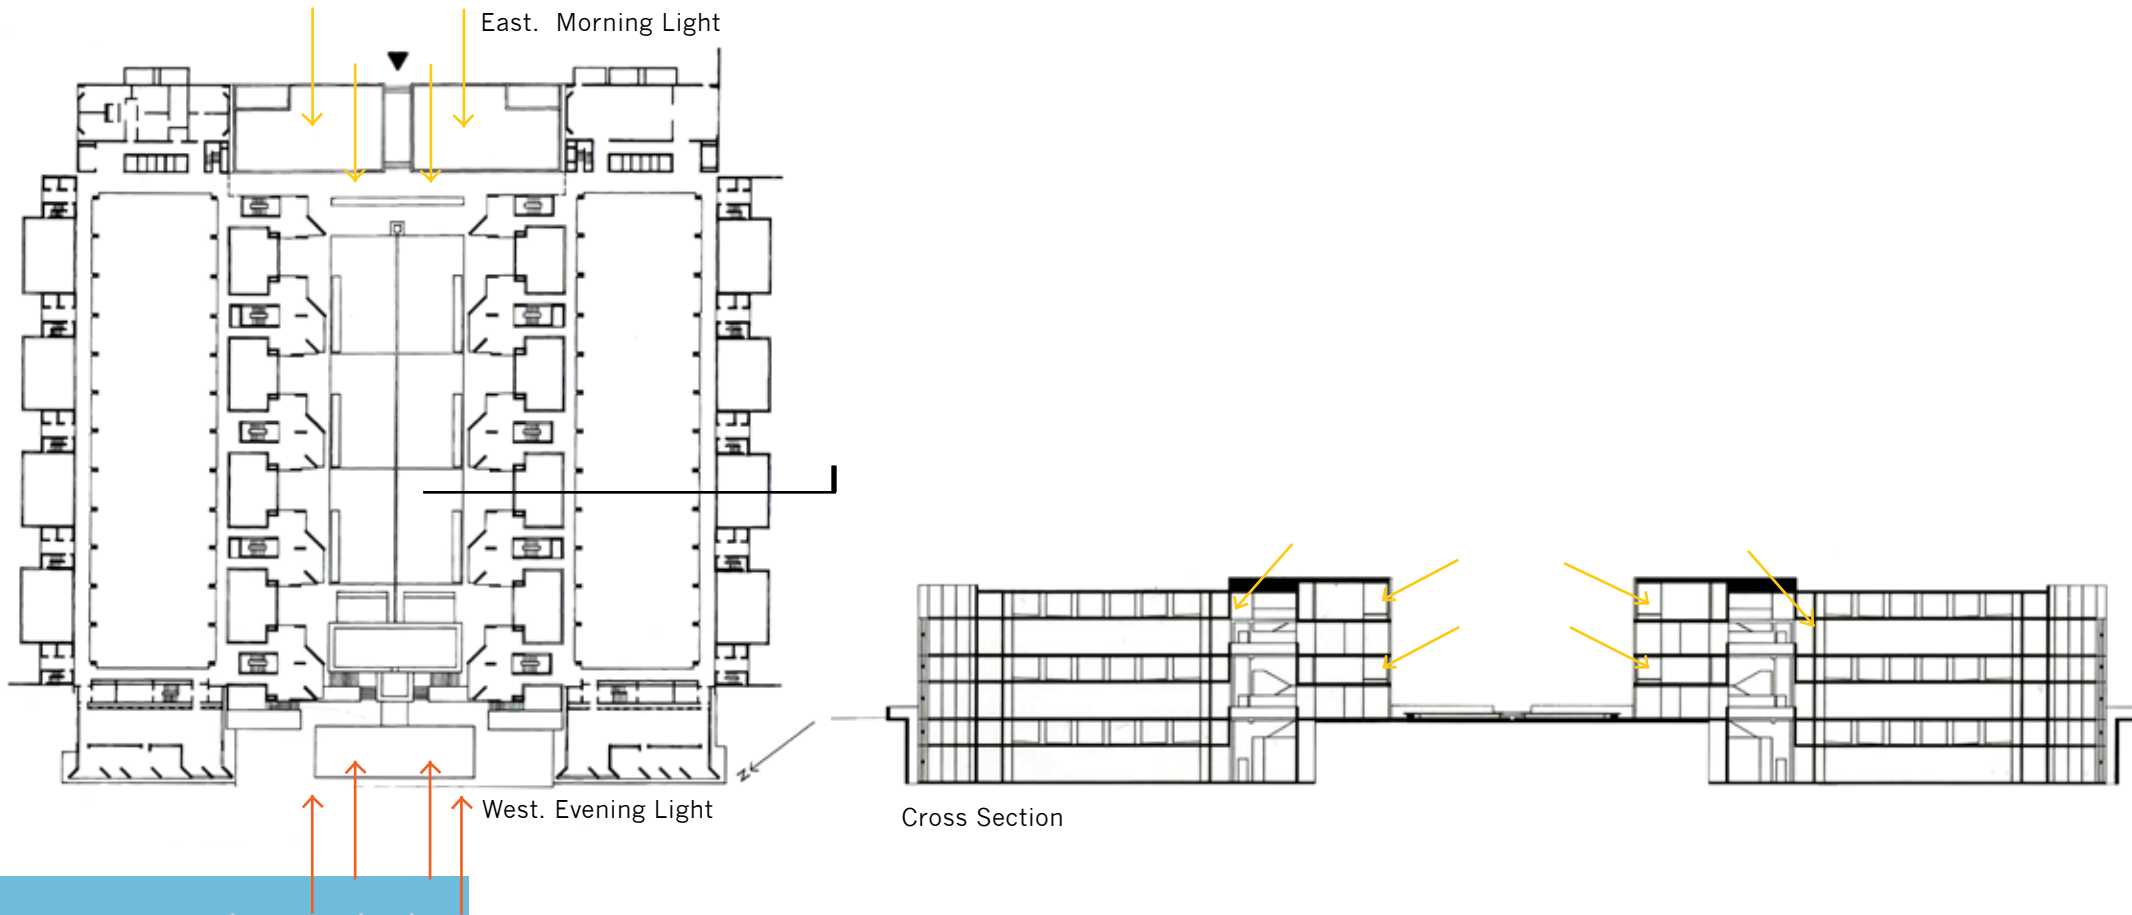 East. Morning Light
N
West. Evening Light
Cross Section